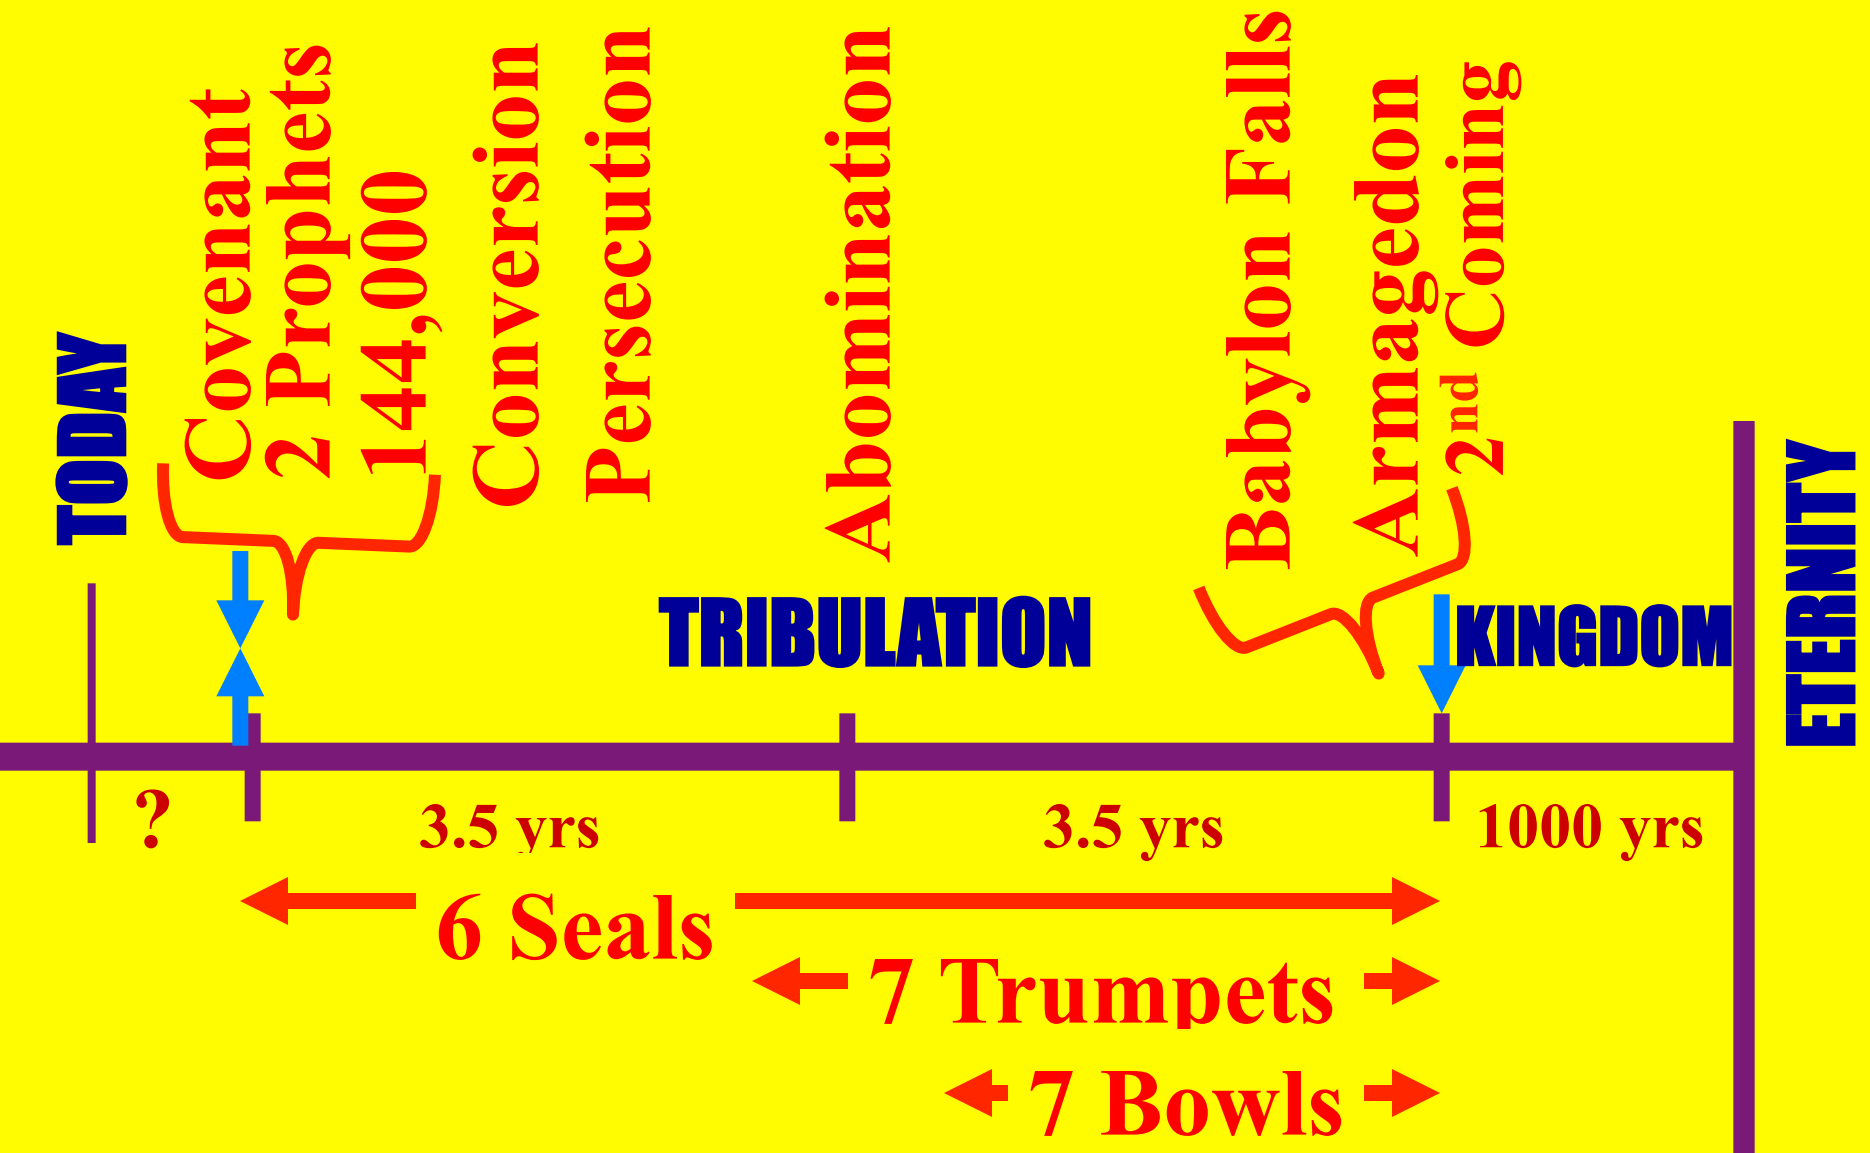 TODAY
Covenant
2 Prophets
144,000
Conversion
Persecution
Abomination
Babylon Falls
Armagedon
2nd Coming
TRIBULATION
KINGDOM
ETERNITY
?
3.5 yrs
3.5 yrs
1000 yrs
6 Seals
7 Trumpets
7 Bowls